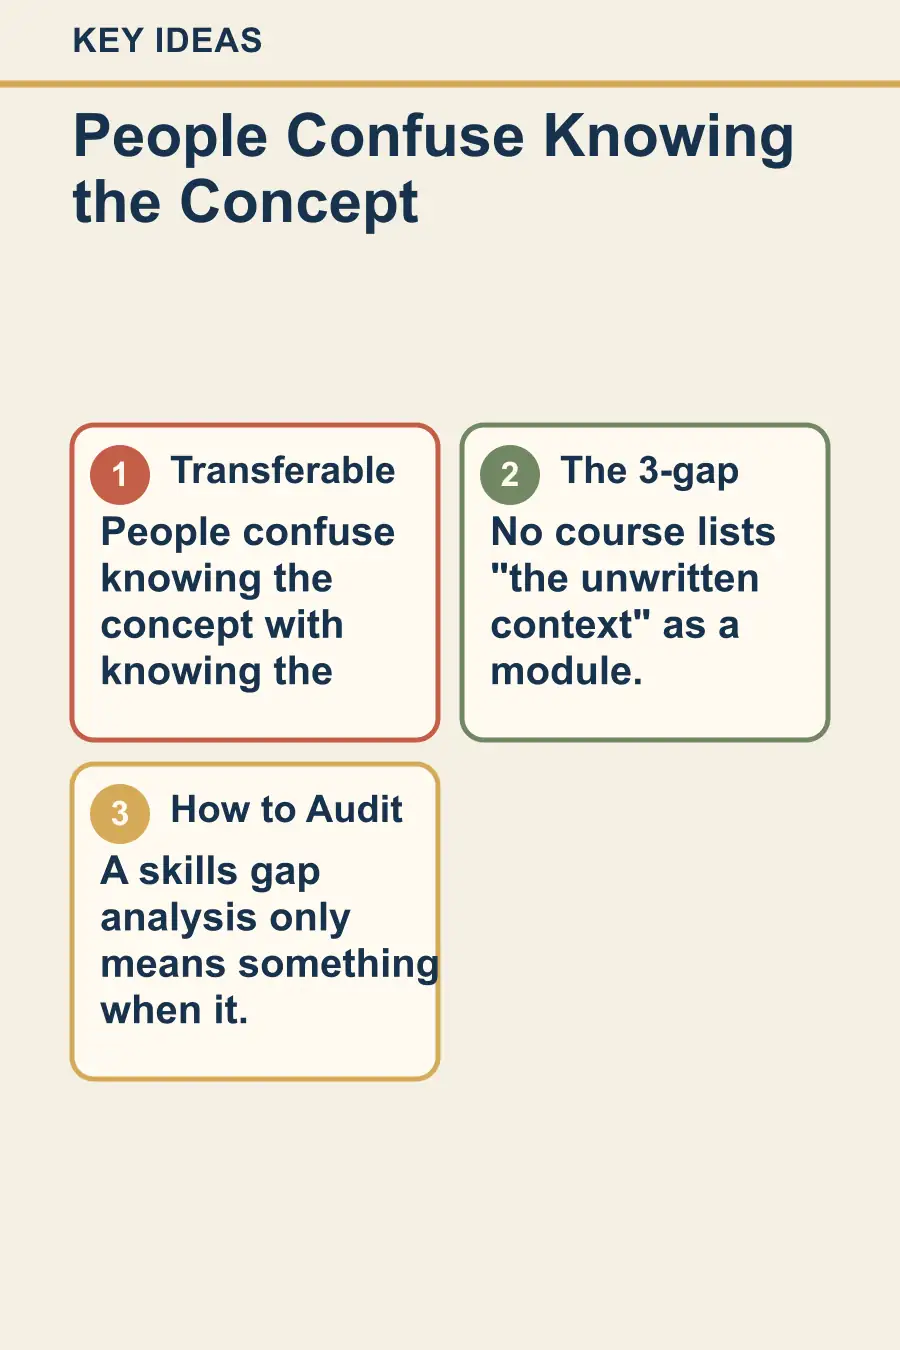 KEY IDEAS
People Confuse Knowing
the Concept
1 Transferable
People confuse
knowing the
concept with
knowing the
2 The 3-gap
No course lists
"the unwritten
context" as a
module.
3 How to Audit
A skills gap
analysis only
means something
when it.